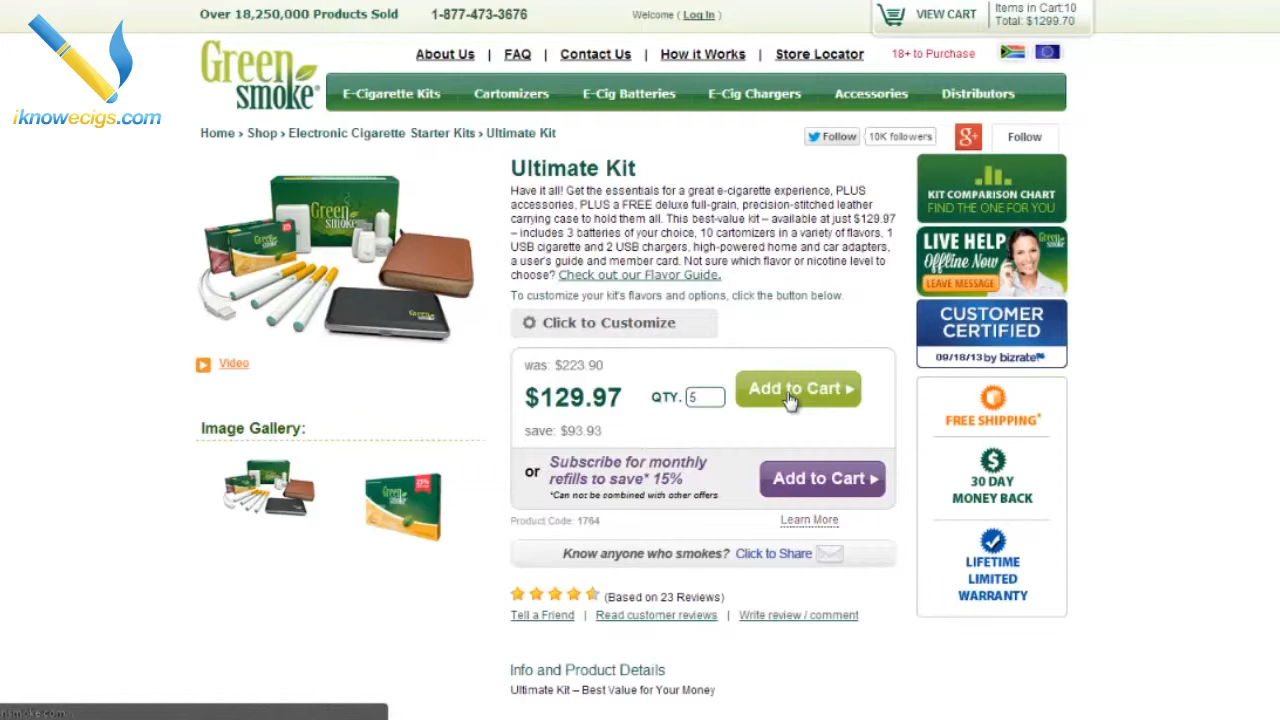 Over 18,250,000 Products Sold
1-877-473-3676
Welcome ( Log In )
VIEW CART
Items in Cart:10
Total: $1299.70
iknowecigs.com
Green
smoke
About Us | FAQ | Contact Us | How it Works | Store Locator
18+ to Purchase
E-Cigarette Kits
Cartomizers
E-Cig Batteries
E-Cig Chargers
Accessories
Distributors
Home › Shop › Electronic Cigarette Starter Kits › Ultimate Kit
Follow
10K followers
g+
Follow
Ultimate Kit
Have it all! Get the essentials for a great e-cigarette experience, PLUS
accessories, PLUS a FREE deluxe full-grain, precision-stitched leather
carrying case to hold them all. This best-value kit – available at just $129.97
– includes 3 batteries of your choice, 10 cartomizers in a variety of flavors, 1
USB cigarette and 2 USB chargers, high-powered home and car adapters,
a user's guide and member card. Not sure which flavor or nicotine level to
choose? Check out our Flavor Guide.
To customize your kit's flavors and options, click the button below.
Click to Customize
was: $223.90
$129.97
QTY. 5
Add to Cart
save: $93.93
or
Subscribe for monthly
refills to save* 15%
*Can not be combined with other offers
Add to Cart
Product Code: 1764
Learn More
Know anyone who smokes? Click to Share
(Based on 23 Reviews)
Tell a Friend | Read customer reviews | Write review / comment
Info and Product Details
Ultimate Kit – Best Value for Your Money
Video
Image Gallery:
KIT COMPARISON CHART
FIND THE ONE FOR YOU
LIVE HELP
Offline Now
LEAVE MESSAGE
CUSTOMER
CERTIFIED
09/18/13 by bizrate
FREE SHIPPING*
30 DAY
MONEY BACK
LIFETIME
LIMITED
WARRANTY